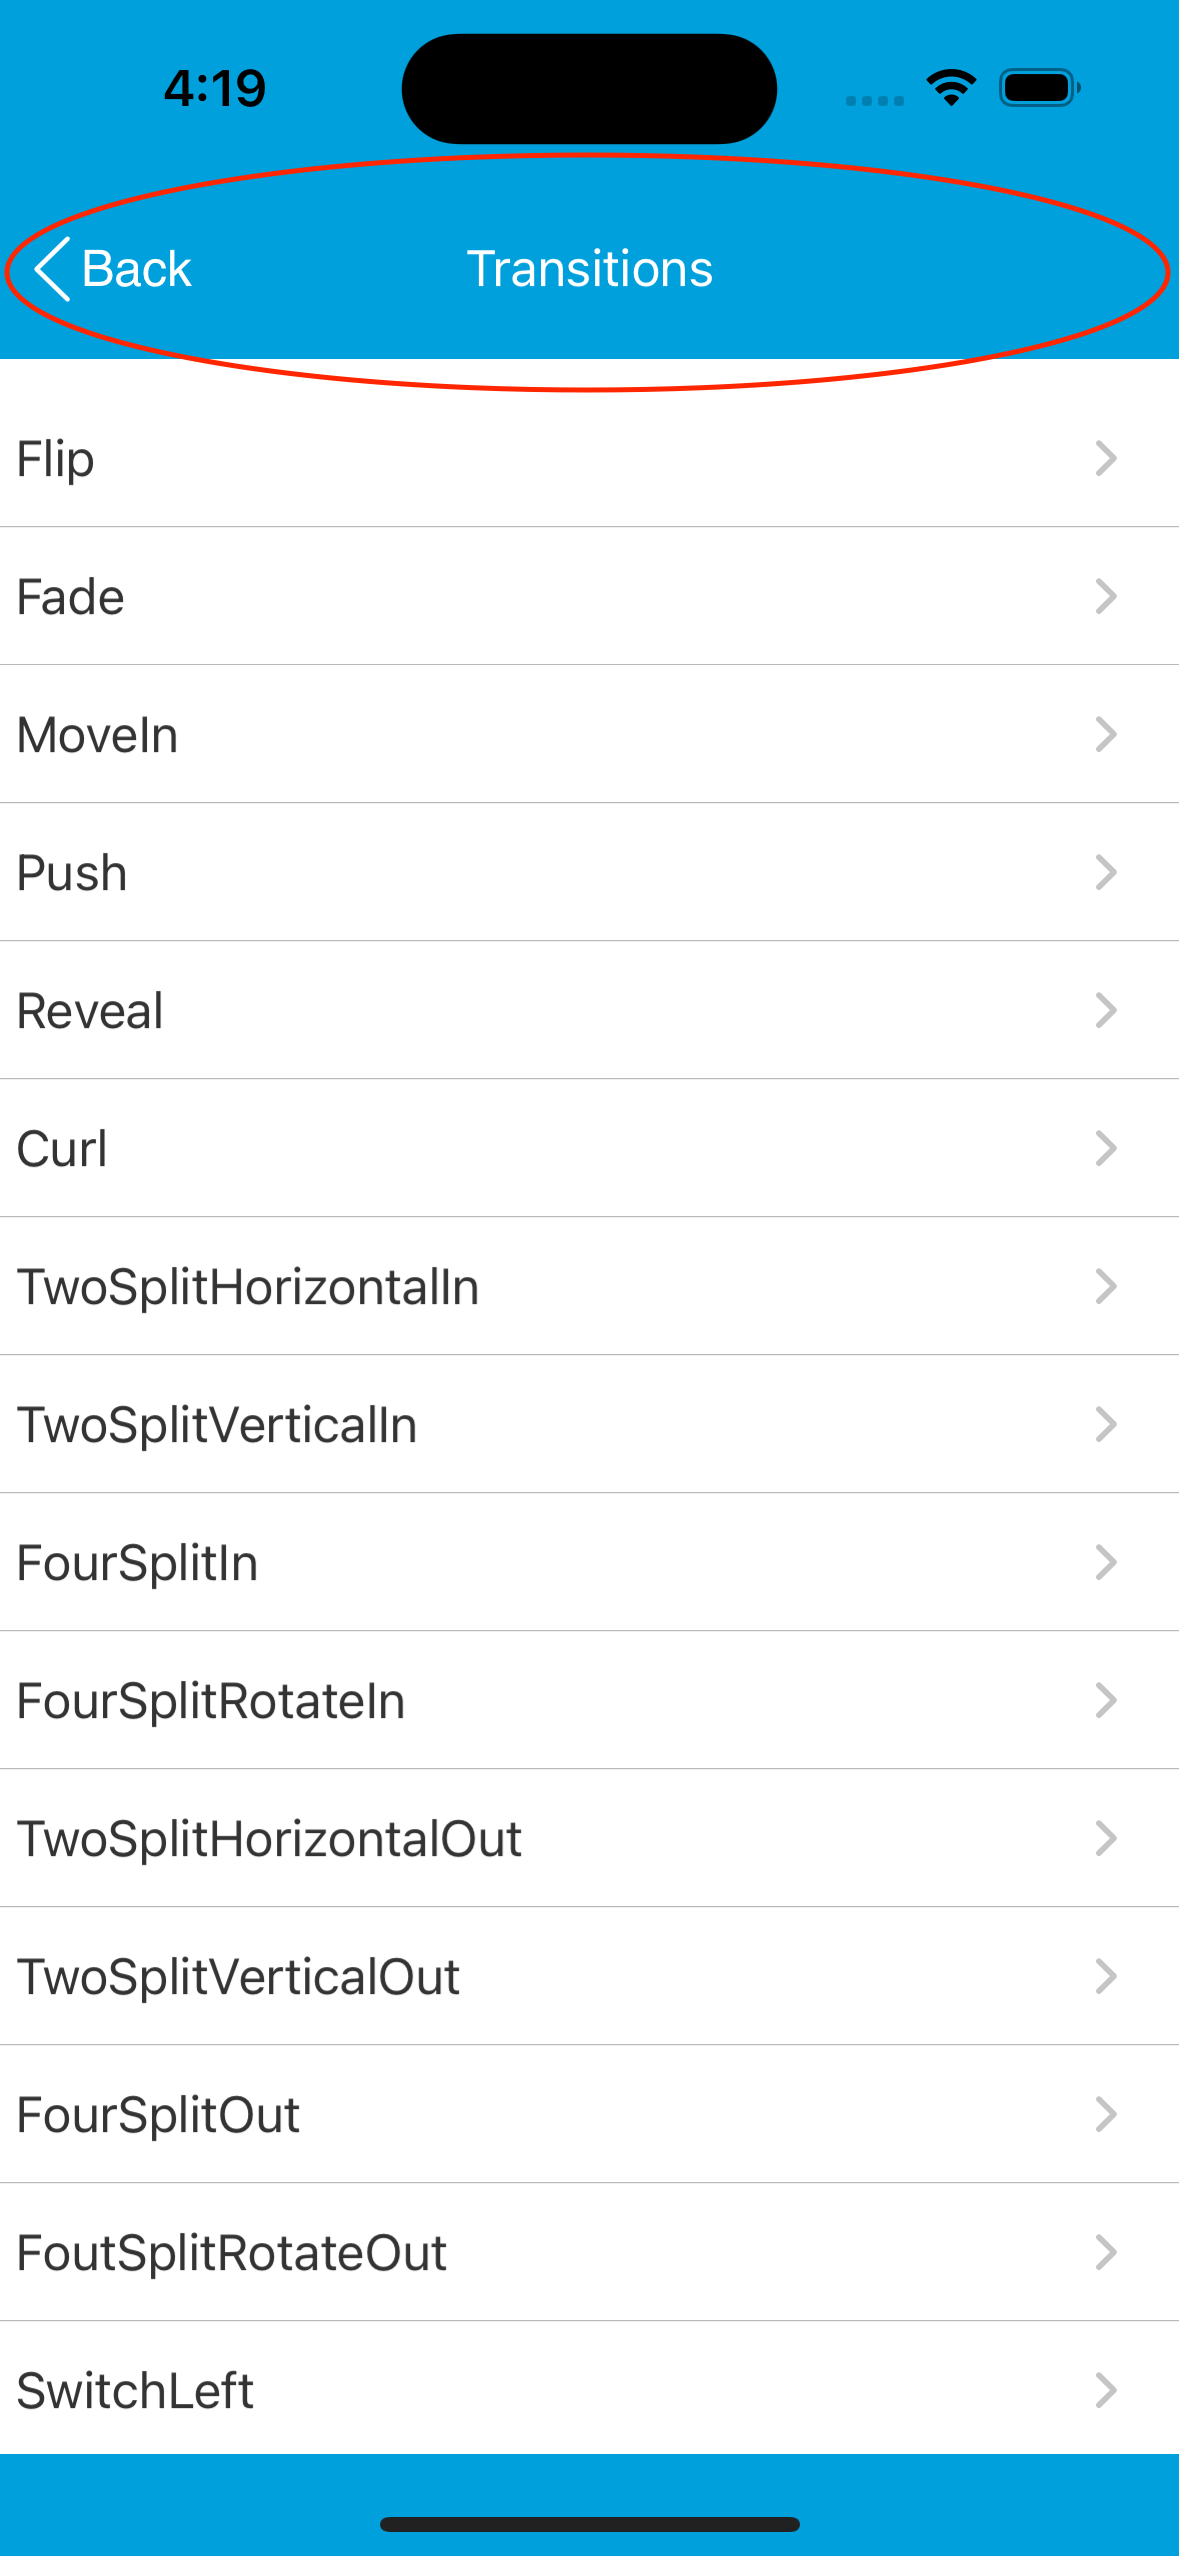 4:19
Back Transitions
Flip
Fade
MoveIn
Push
Reveal
Curl
TwoSplitHorizontalIn
TwoSplitVerticalIn
FourSplitIn
FourSplitRotateIn
TwoSplitHorizontalOut
TwoSplitVerticalOut
FourSplitOut
FoutSplitRotateOut
SwitchLeft